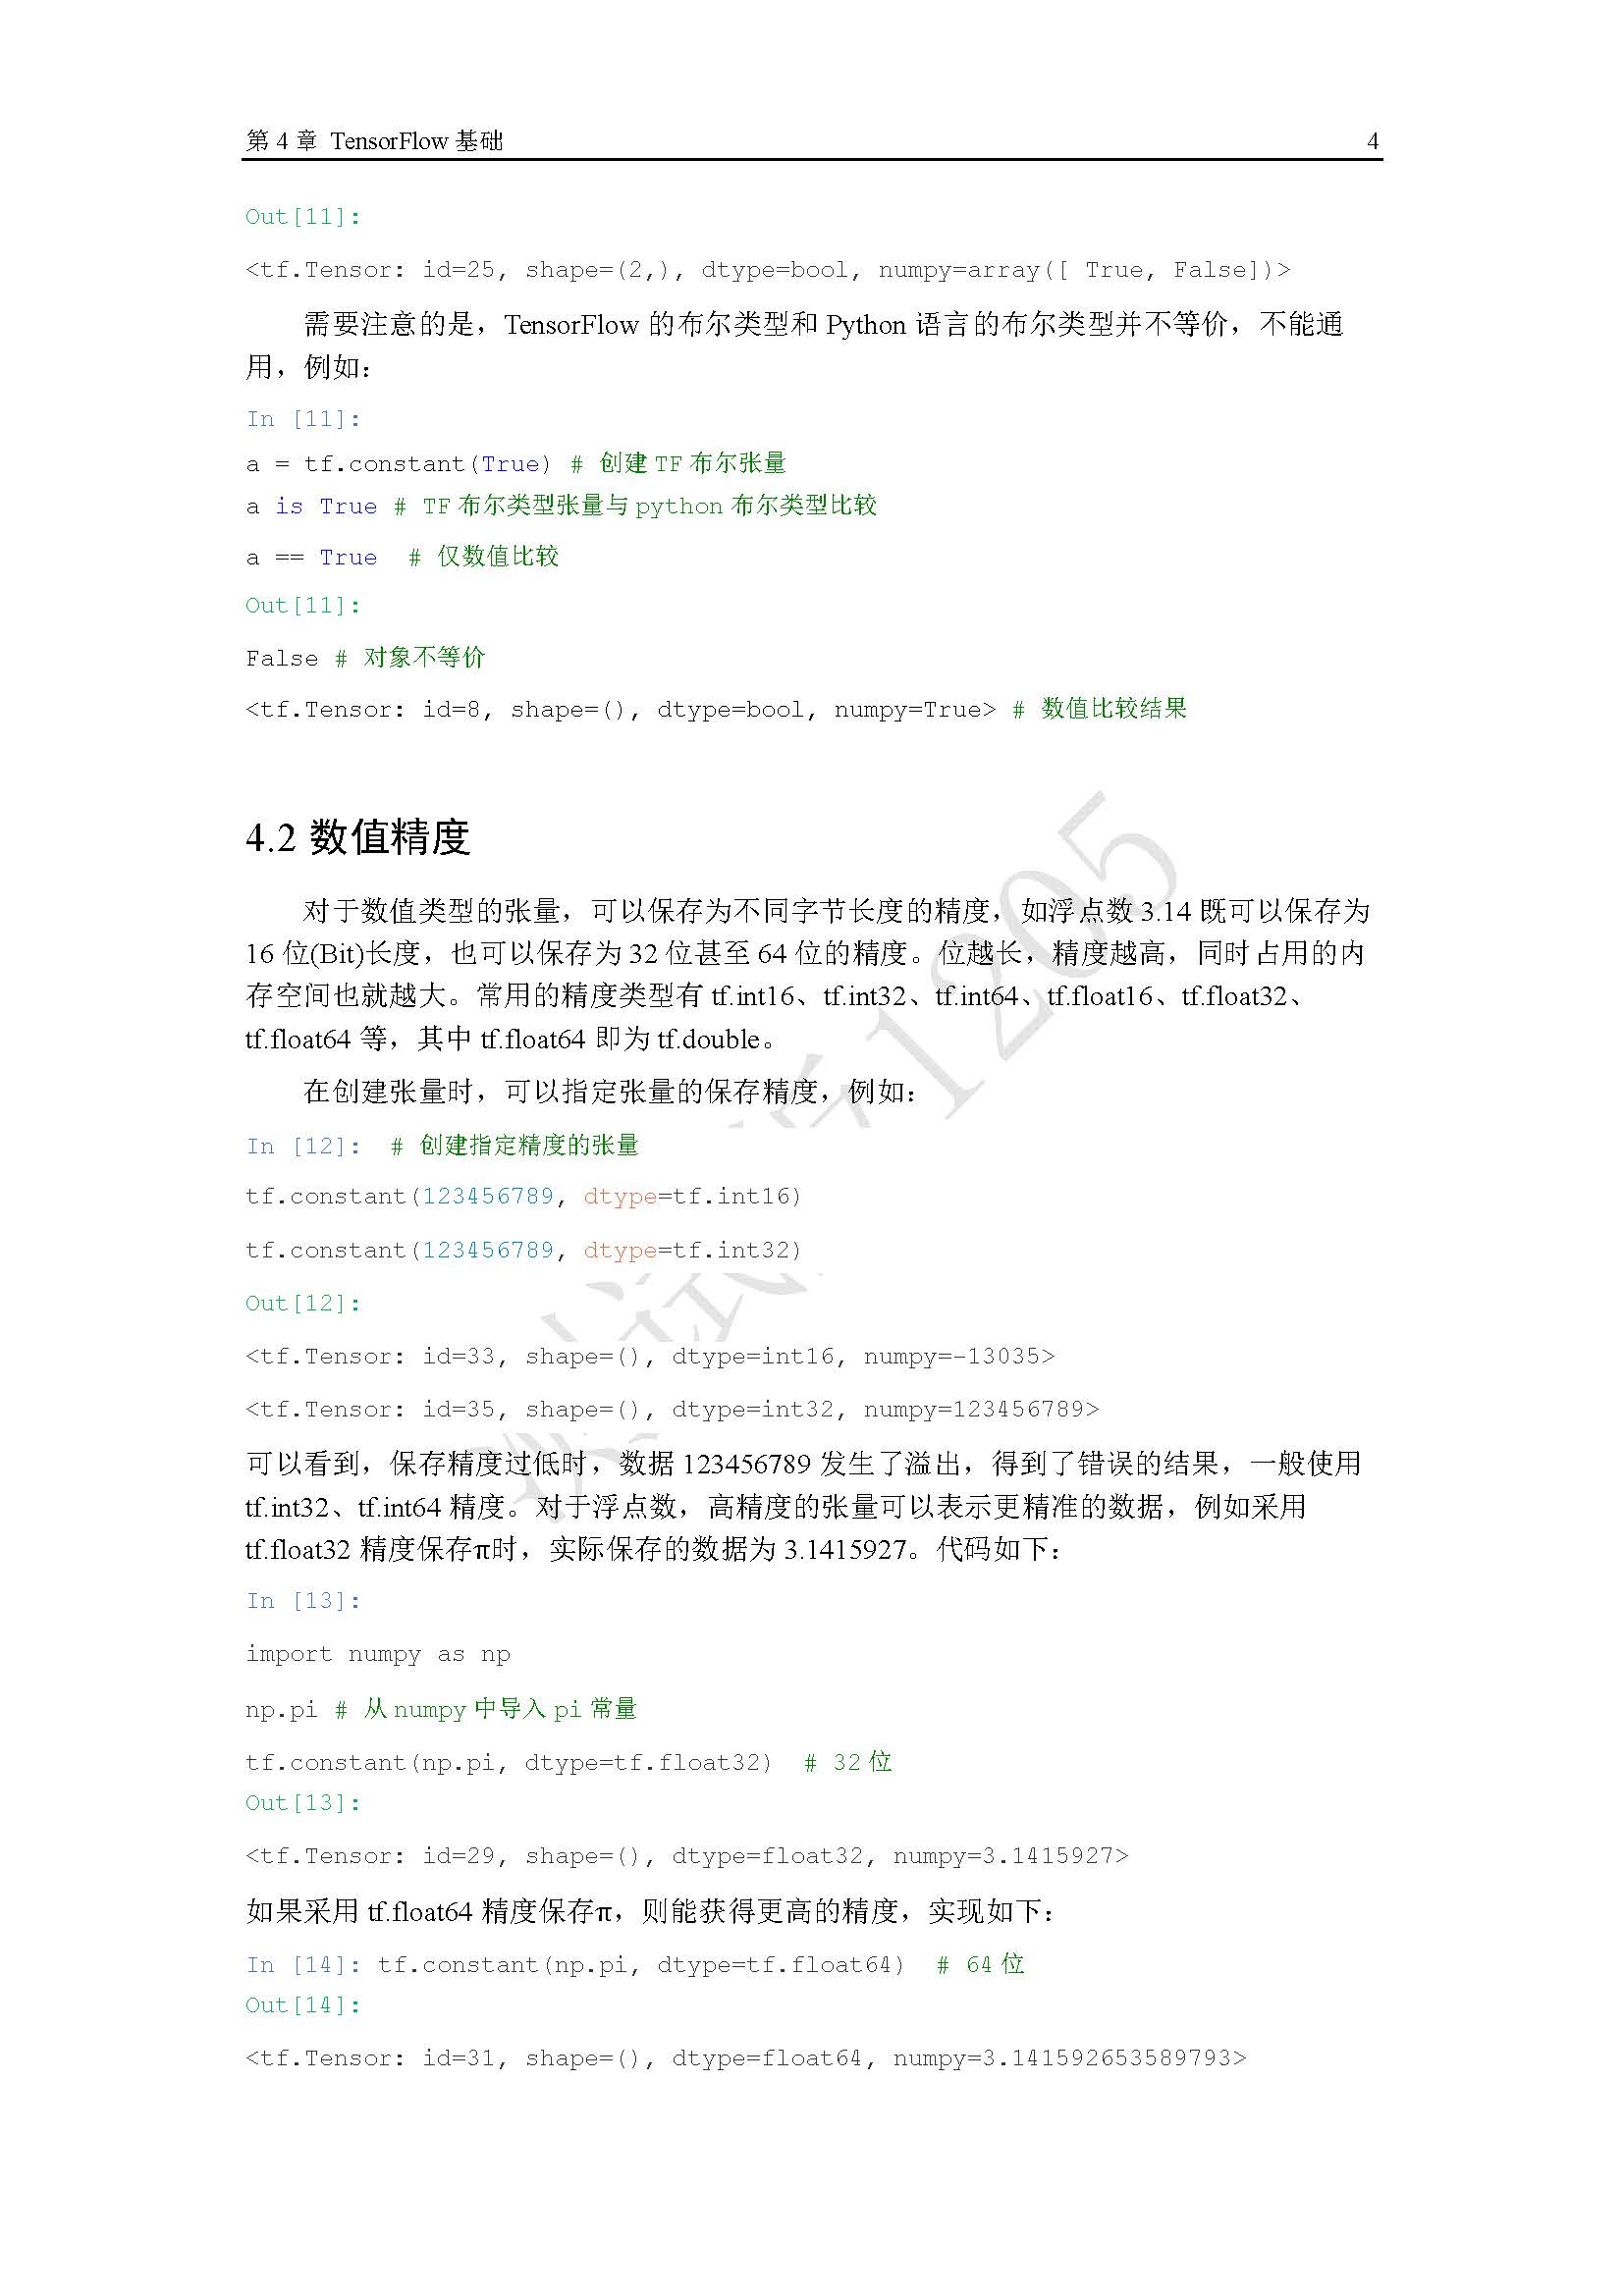 第 4 章 TensorFlow 基础 4
Out[11]:
<tf.Tensor: id=25, shape=(2,), dtype=bool, numpy=array([ True, False])>
需要注意的是，TensorFlow 的布尔类型和 Python 语言的布尔类型并不等价，不能通
用，例如：
In [11]:
a = tf.constant(True) # 创建 TF 布尔张量
a is True # TF 布尔类型张量与 python 布尔类型比较
a == True # 仅数值比较
Out[11]:
False # 对象不等价
<tf.Tensor: id=8, shape=(), dtype=bool, numpy=True> # 数值比较结果
4.2 数值精度
对于数值类型的张量，可以保存为不同字节长度的精度，如浮点数 3.14 既可以保存为
16 位(Bit)长度，也可以保存为 32 位甚至 64 位的精度。位越长，精度越高，同时占用的内
存空间也就越大。常用的精度类型有 tf.int16、tf.int32、tf.int64、tf.float16、tf.float32、
tf.float64 等，其中 tf.float64 即为 tf.double。
在创建张量时，可以指定张量的保存精度，例如：
In [12]: # 创建指定精度的张量
tf.constant(123456789, dtype=tf.int16)
tf.constant(123456789, dtype=tf.int32)
Out[12]:
<tf.Tensor: id=33, shape=(), dtype=int16, numpy=-13035>
<tf.Tensor: id=35, shape=(), dtype=int32, numpy=123456789>
可以看到，保存精度过低时，数据 123456789 发生了溢出，得到了错误的结果，一般使用
tf.int32、tf.int64 精度。对于浮点数，高精度的张量可以表示更精准的数据，例如采用
tf.float32 精度保存π时，实际保存的数据为 3.1415927。代码如下：
In [13]:
import numpy as np
np.pi # 从 numpy 中导入 pi 常量
tf.constant(np.pi, dtype=tf.float32) # 32 位
Out[13]:
<tf.Tensor: id=29, shape=(), dtype=float32, numpy=3.1415927>
如果采用 tf.float64 精度保存π，则能获得更高的精度，实现如下：
In [14]: tf.constant(np.pi, dtype=tf.float64) # 64 位
Out[14]:
<tf.Tensor: id=31, shape=(), dtype=float64, numpy=3.141592653589793>
1205